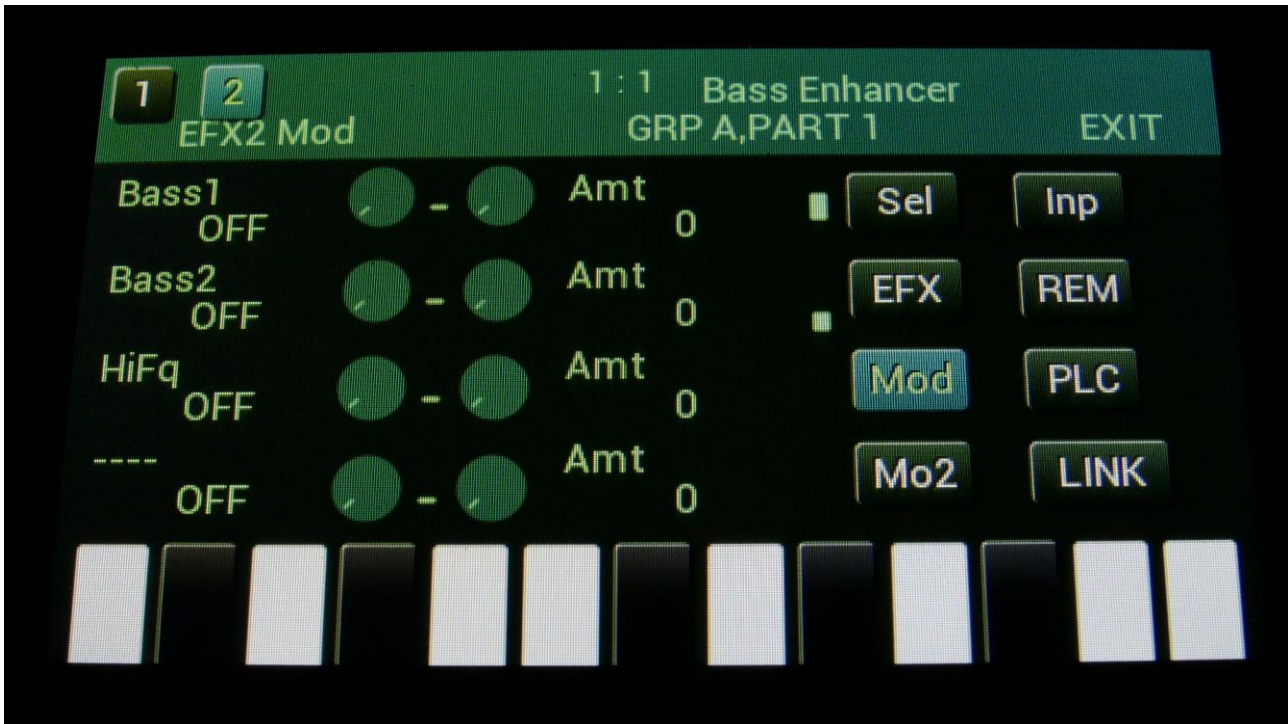 1 2 1 : 1 Bass Enhancer
EFX2 Mod GRP A,PART 1 EXIT
Bass1 Amt Sel Inp
OFF 0
Bass2 Amt EFX REM
OFF 0
HiFq Amt Mod PLC
OFF 0
---- Amt Mo2 LINK
OFF 0